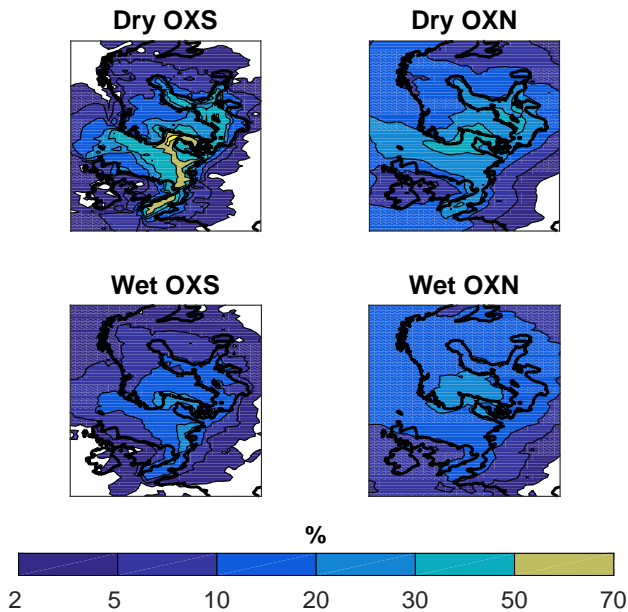 Dry OXS
Dry OXN
Wet OXS
Wet OXN
%
2 5 10 20 30 50 70